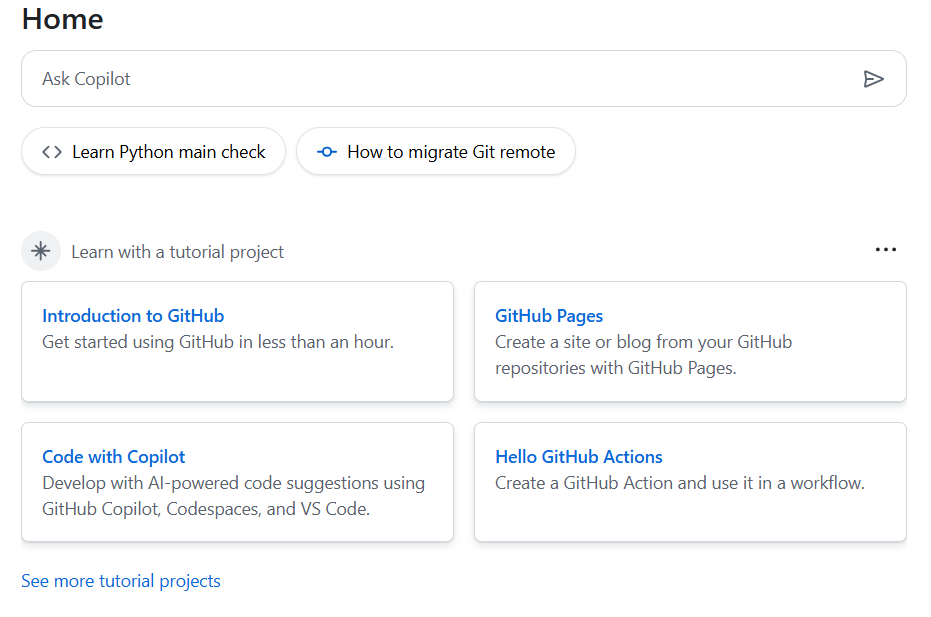 Home
Ask Copilot
Learn Python main check
How to migrate Git remote
Learn with a tutorial project
Introduction to GitHub
Get started using GitHub in less than an hour.
GitHub Pages
Create a site or blog from your GitHub
repositories with GitHub Pages.
Code with Copilot
Develop with AI-powered code suggestions using
GitHub Copilot, Codespaces, and VS Code.
Hello GitHub Actions
Create a GitHub Action and use it in a workflow.
See more tutorial projects